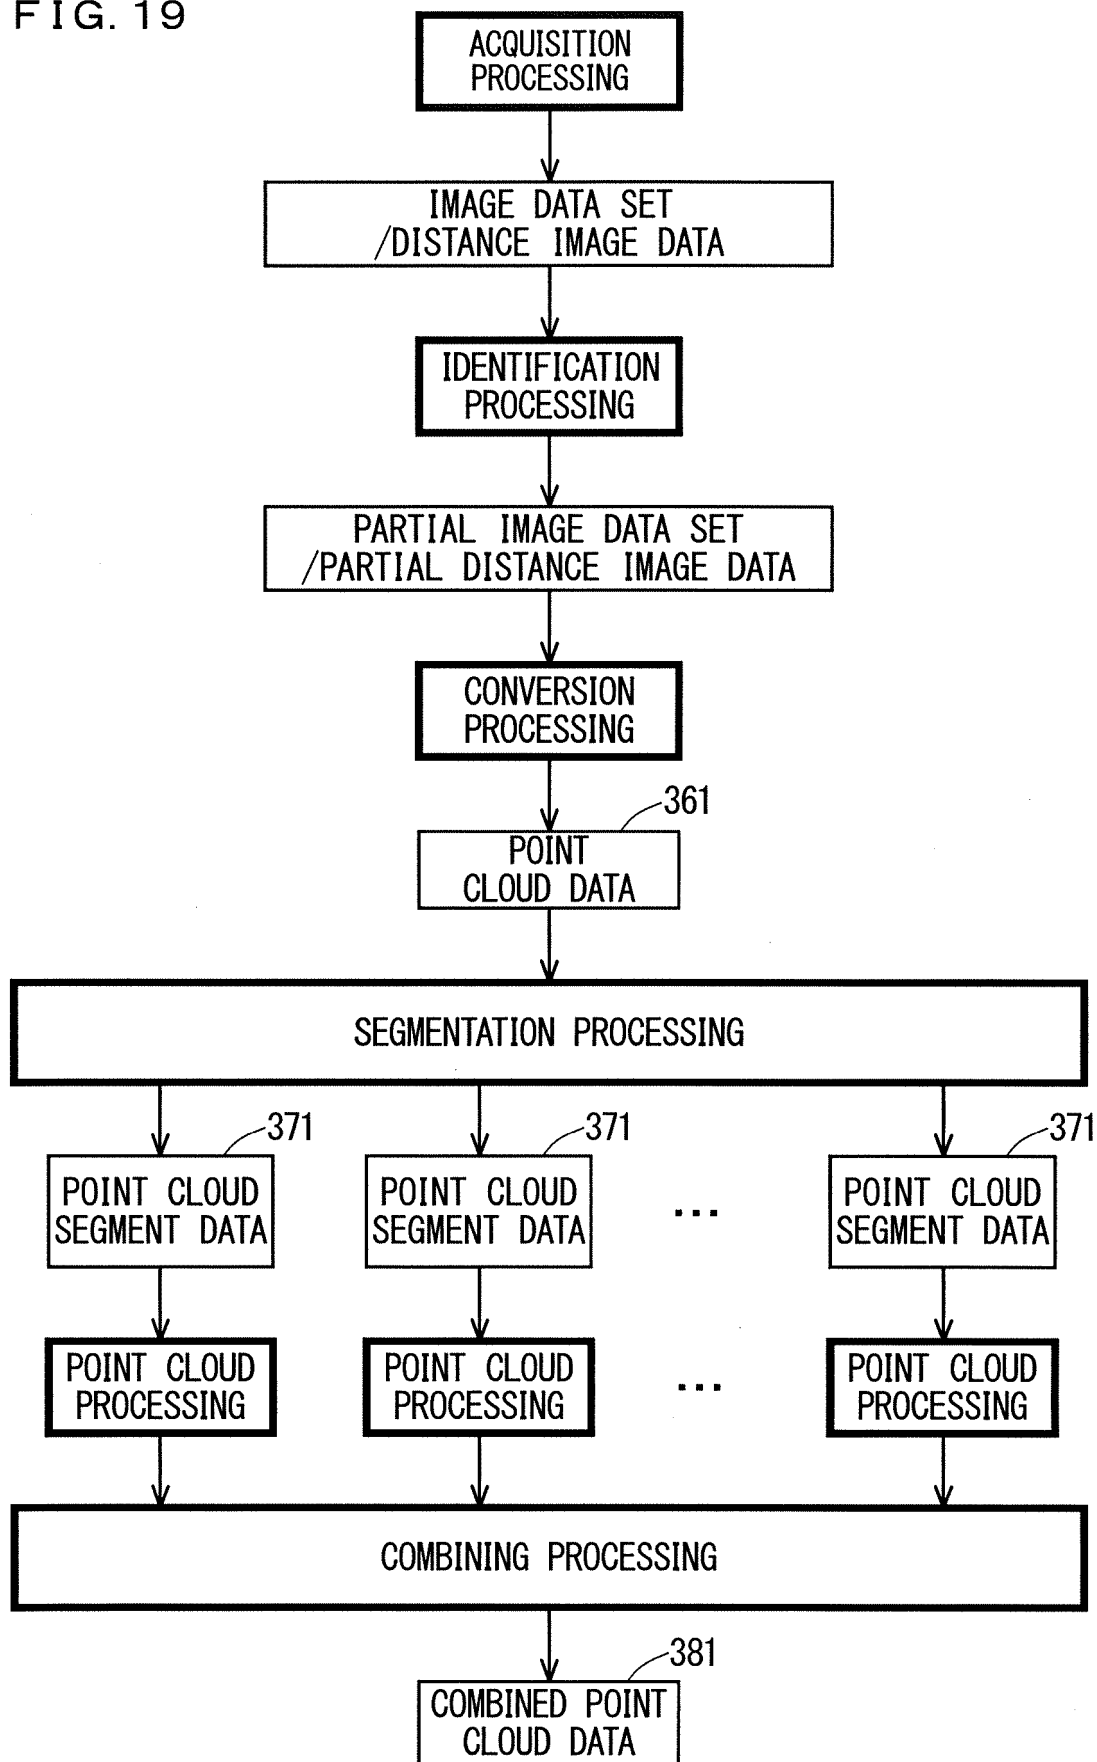 FIG. 19
ACQUISITION
PROCESSING
IMAGE DATA SET
/DISTANCE IMAGE DATA
IDENTIFICATION
PROCESSING
PARTIAL IMAGE DATA SET
/PARTIAL DISTANCE IMAGE DATA
CONVERSION
PROCESSING
361
POINT
CLOUD DATA
SEGMENTATION PROCESSING
371
POINT CLOUD
SEGMENT DATA
371
POINT CLOUD
SEGMENT DATA
...
371
POINT CLOUD
SEGMENT DATA
POINT CLOUD
PROCESSING
POINT CLOUD
PROCESSING
...
POINT CLOUD
PROCESSING
COMBINING PROCESSING
381
COMBINED POINT
CLOUD DATA